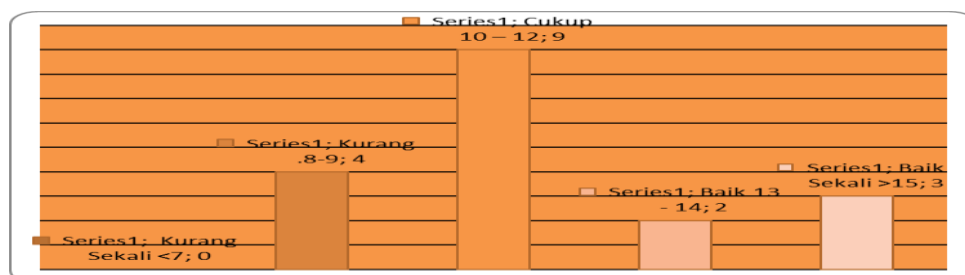 Series1; Cukup
10 – 12; 9
Series1; Kurang
.8-9; 4
Series1; Baik
Sekali >15; 3
Series1; Baik 13
- 14; 2
Series1; Kurang
Sekali <7; 0